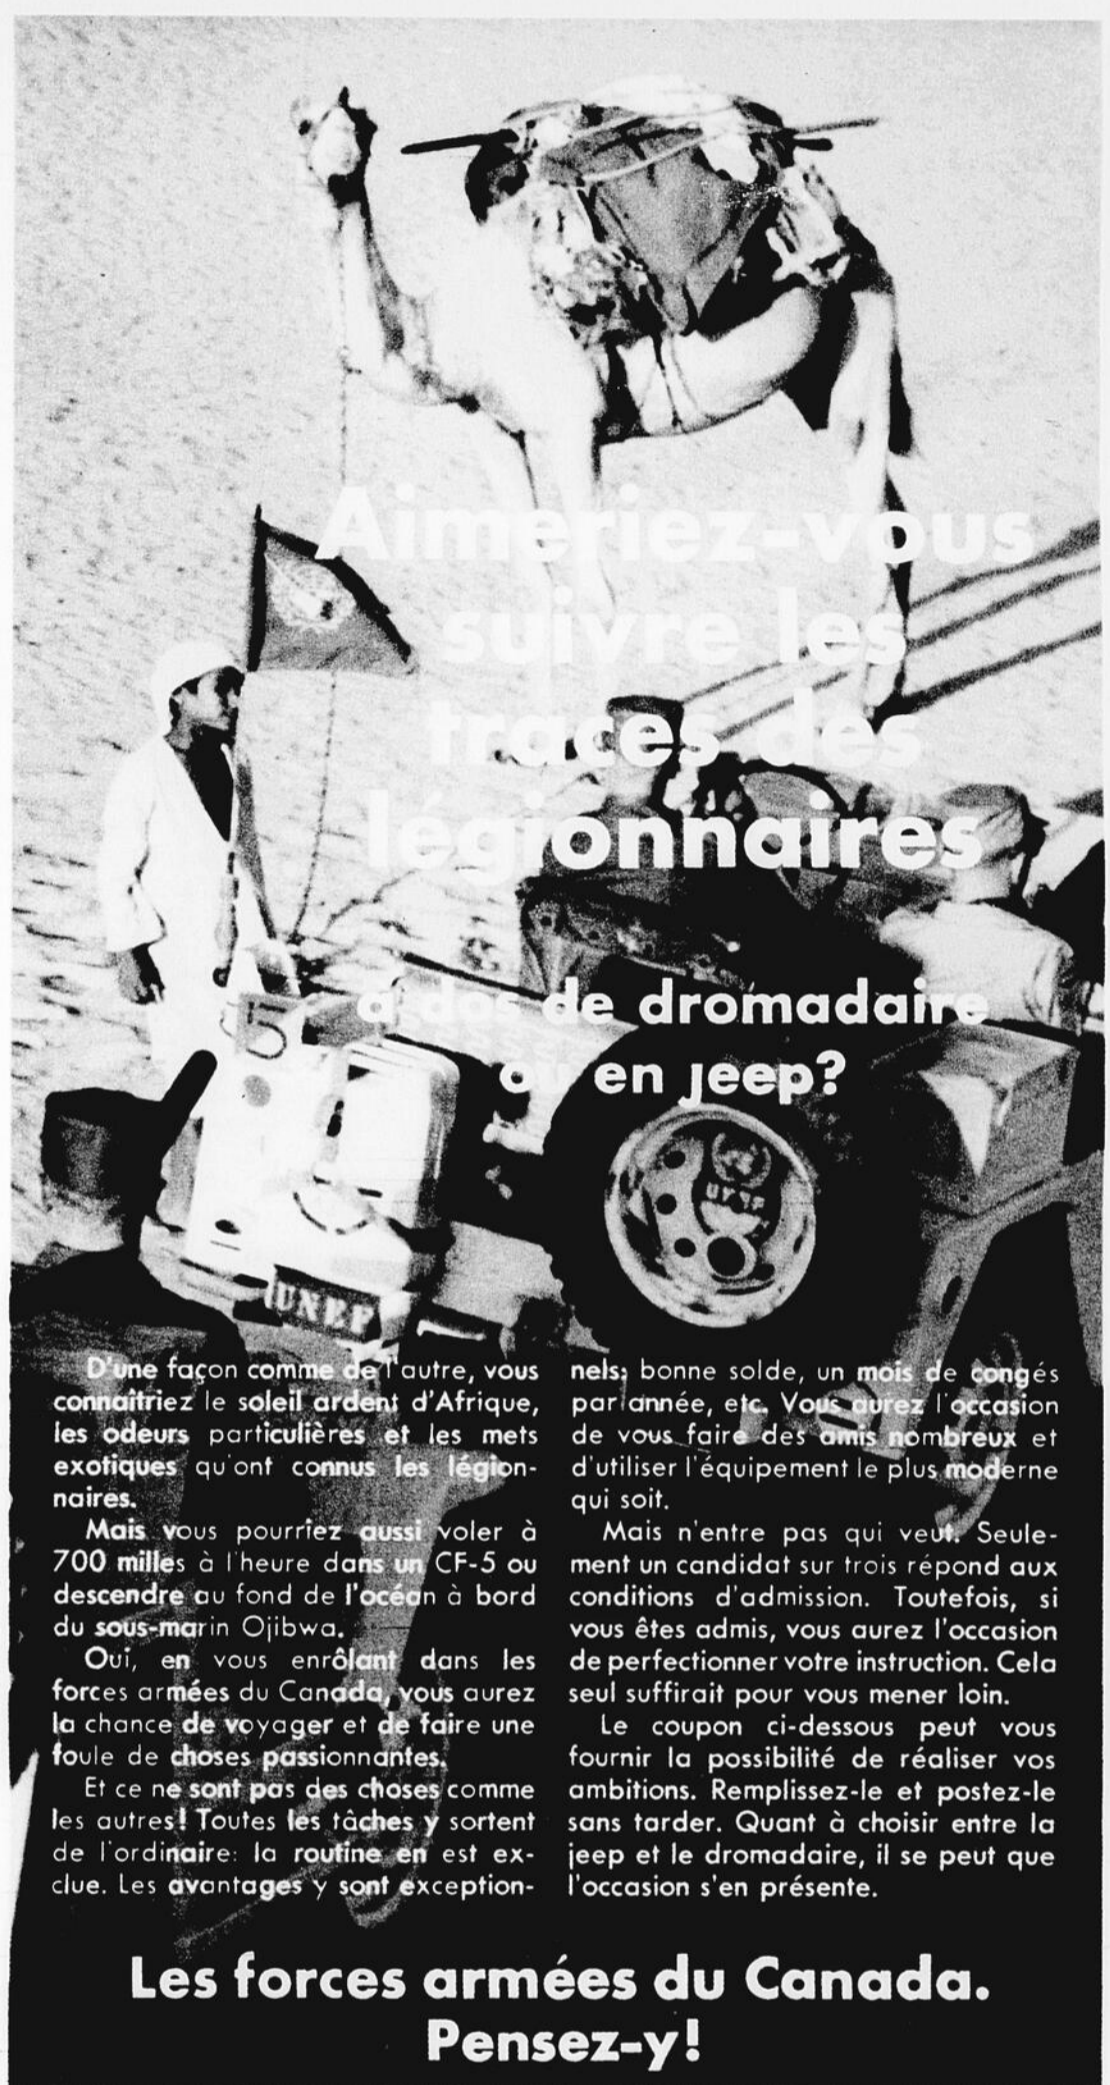 Aimeriez-vous
suivre les
traces des
légionnaires
à dos de dromadaire
ou en jeep?
UNEF
D'une façon comme de l'autre, vous
connaîtriez le soleil ardent d'Afrique,
les odeurs particulières et les mets
exotiques qu'ont connus les légion-
naires.
Mais vous pourriez aussi voler à
700 milles à l'heure dans un CF-5 ou
descendre au fond de l'océan à bord
du sous-marin Ojibwa.
Oui, en vous enrôlant dans les
forces armées du Canada, vous aurez
la chance de voyager et de faire une
foule de choses passionnantes.
Et ce ne sont pas des choses comme
les autres! Toutes les tâches y sortent
de l'ordinaire: la routine en est ex-
clue. Les avantages y sont exception-
nels: bonne solde, un mois de congés
par année, etc. Vous aurez l'occasion
de vous faire des amis nombreux et
d'utiliser l'équipement le plus moderne
qui soit.
Mais n'entre pas qui veut. Seule-
ment un candidat sur trois répond aux
conditions d'admission. Toutefois, si
vous êtes admis, vous aurez l'occasion
de perfectionner votre instruction. Cela
seul suffirait pour vous mener loin.
Le coupon ci-dessous peut vous
fournir la possibilité de réaliser vos
ambitions. Remplissez-le et postez-le
sans tarder. Quant à choisir entre la
jeep et le dromadaire, il se peut que
l'occasion s'en présente.
Les forces armées du Canada.
Pensez-y!